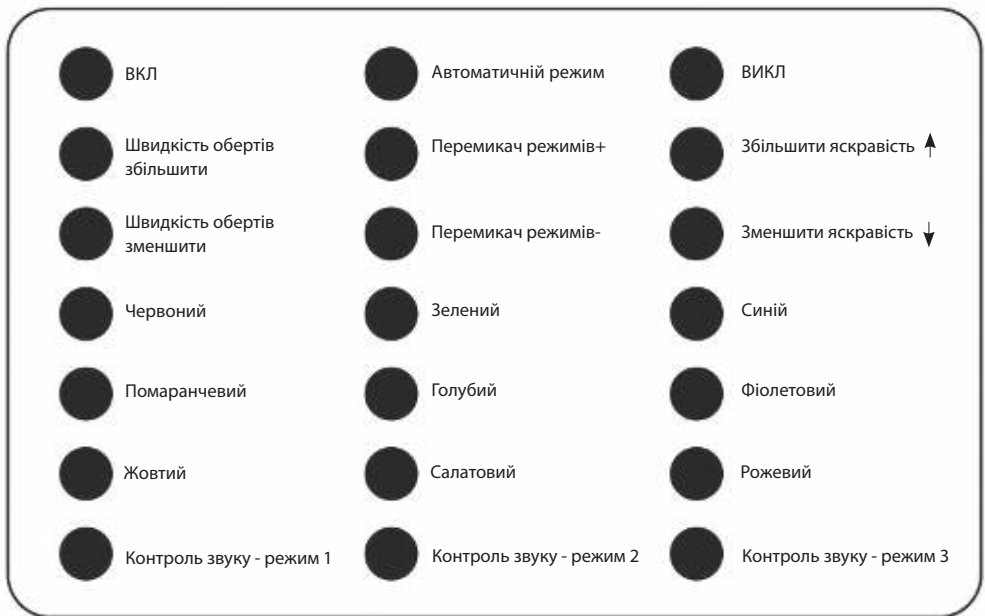 ВКЛ
Автоматичній режим
ВИКЛ
Швидкість обертів
збільшити
Перемикач режимів+
Збільшити яскравість
Швидкість обертів
зменшити
Перемикач режимів-
Зменшити яскравість
Червоний
Зелений
Синій
Помаранчевий
Голубий
Фіолетовий
Жовтий
Салатовий
Рожевий
Контроль звуку - режим 1
Контроль звуку - режим 2
Контроль звуку - режим 3